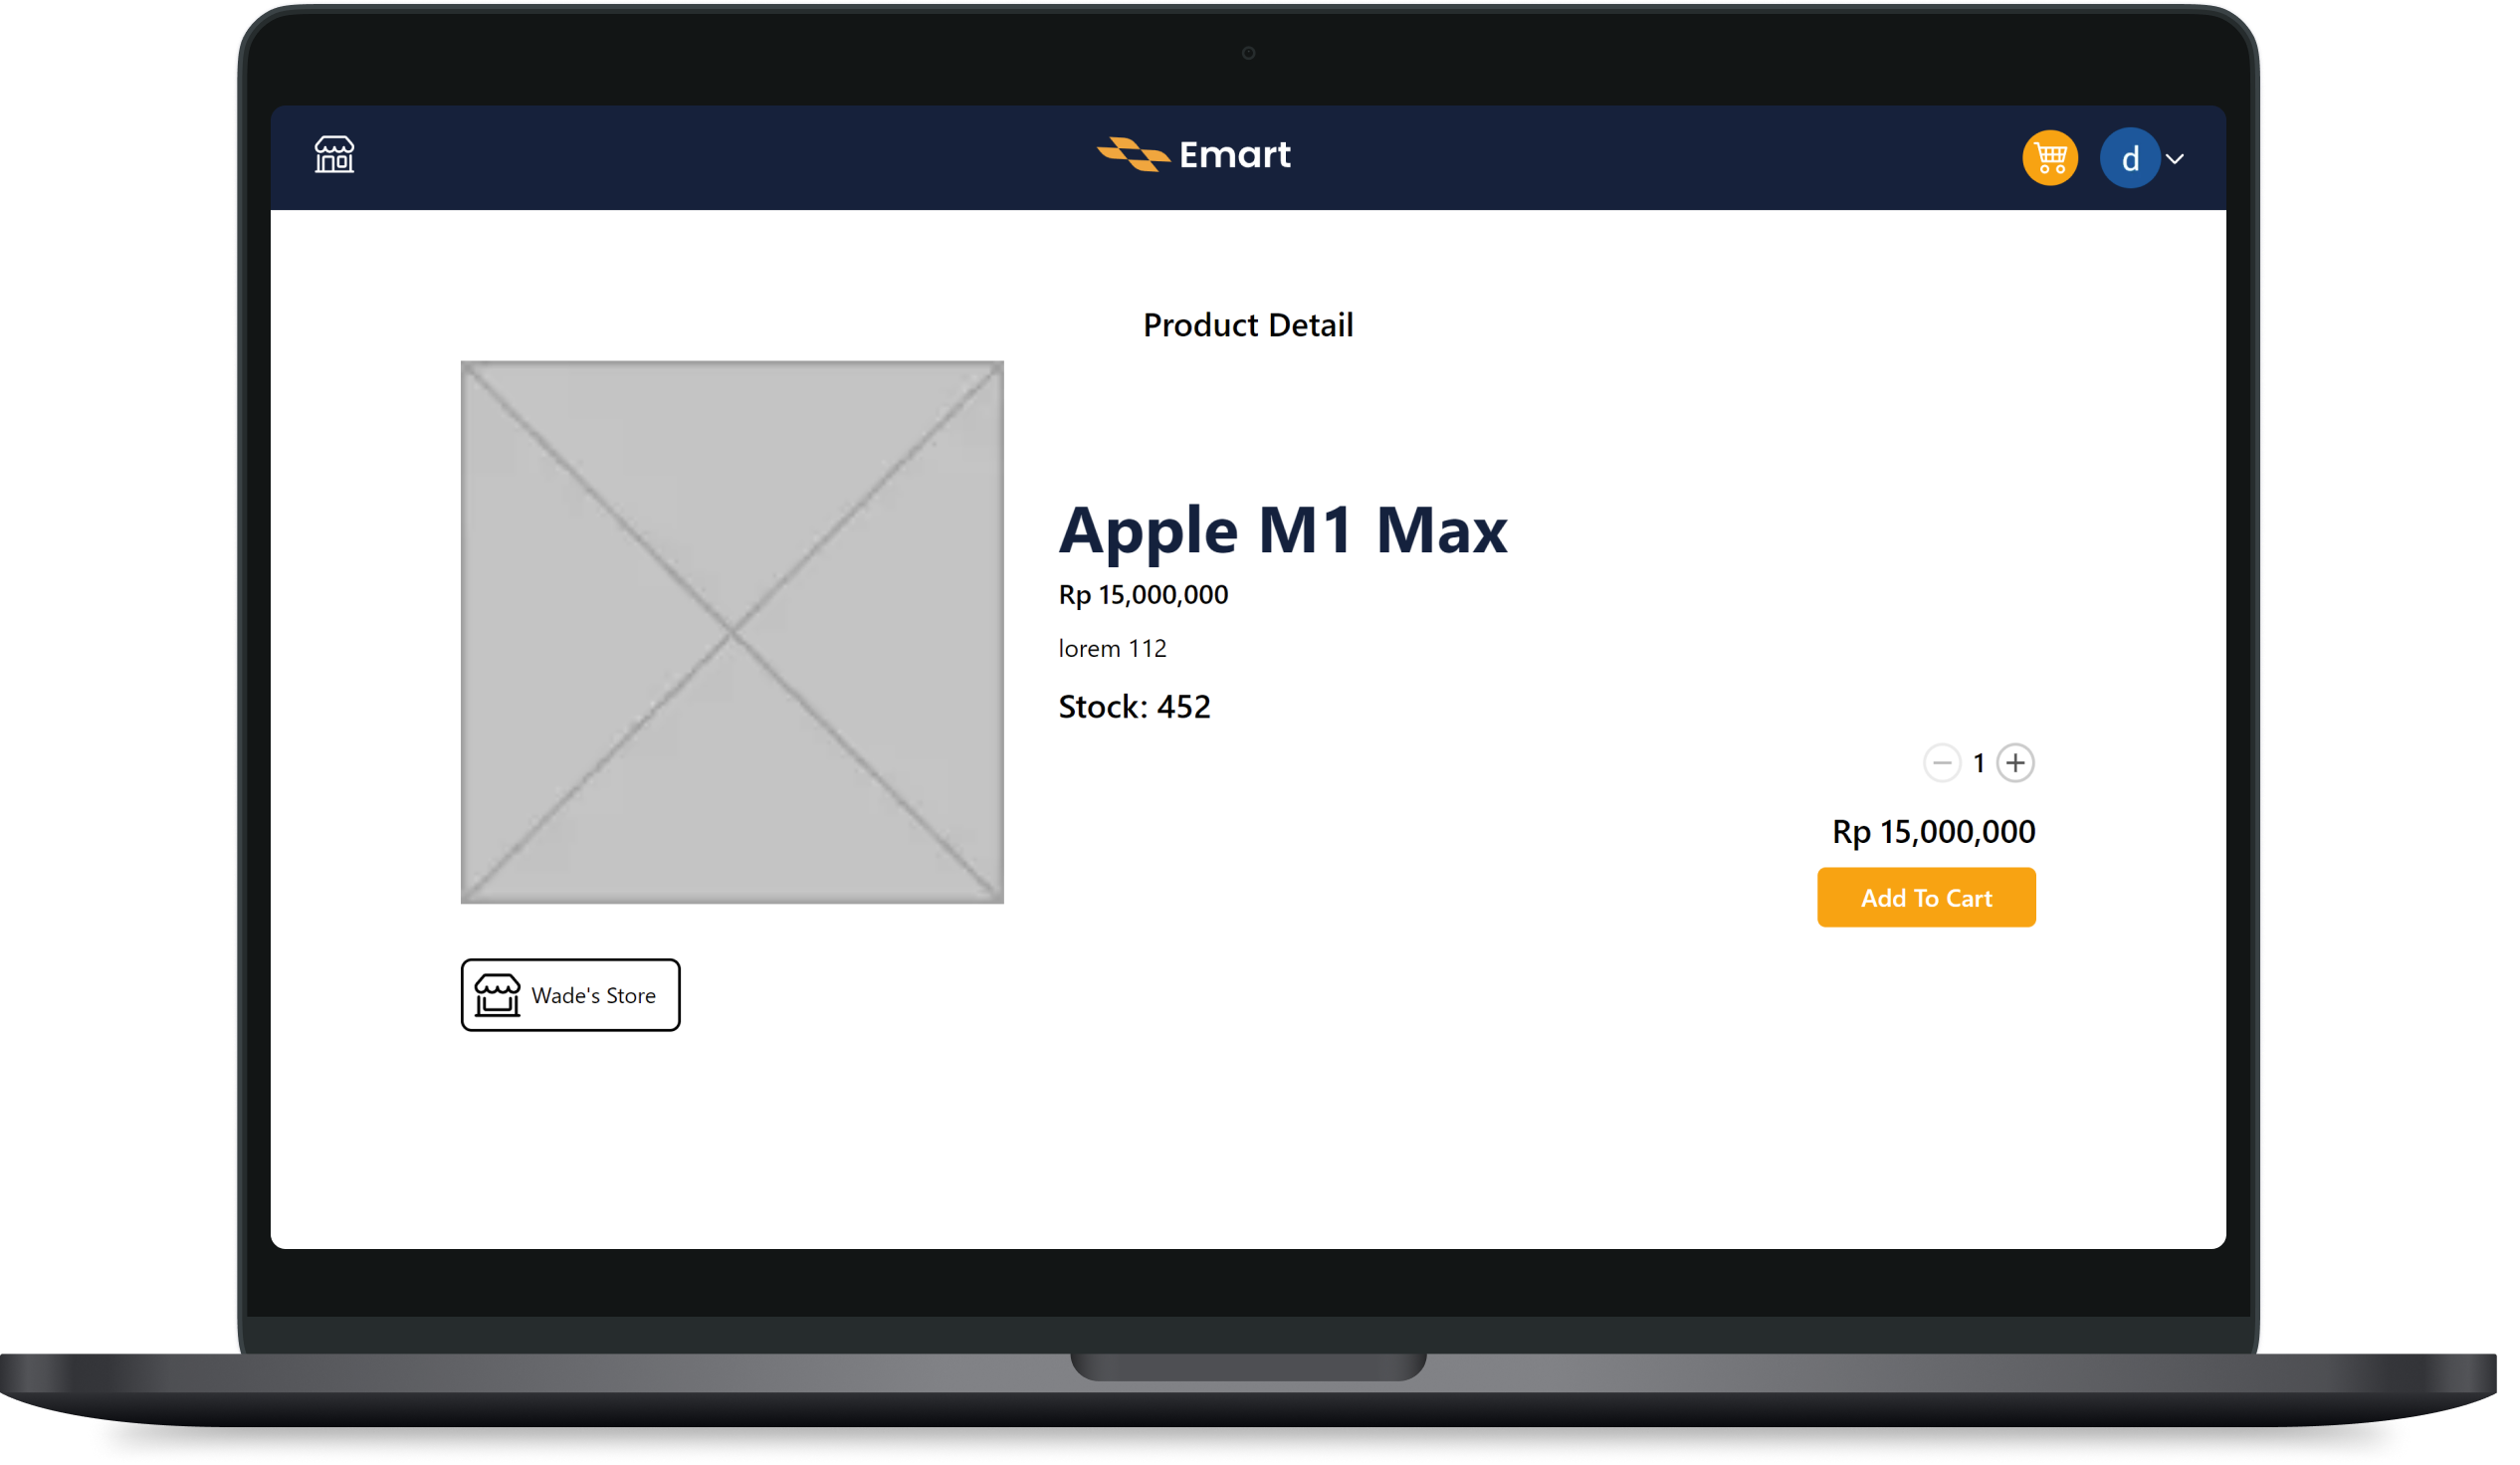 Emart
d
Product Detail
Apple M1 Max
Rp 15,000,000
lorem 112
Stock: 452
1
Rp 15,000,000
Add To Cart
Wade's Store